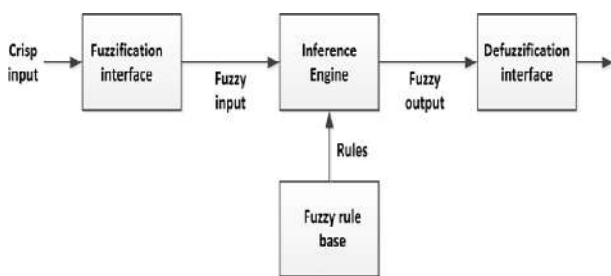 Crisp
input
Fuzzification
interface
Fuzzy
input
Inference
Engine
Fuzzy
output
Defuzzification
interface
Rules
Fuzzy rule
base